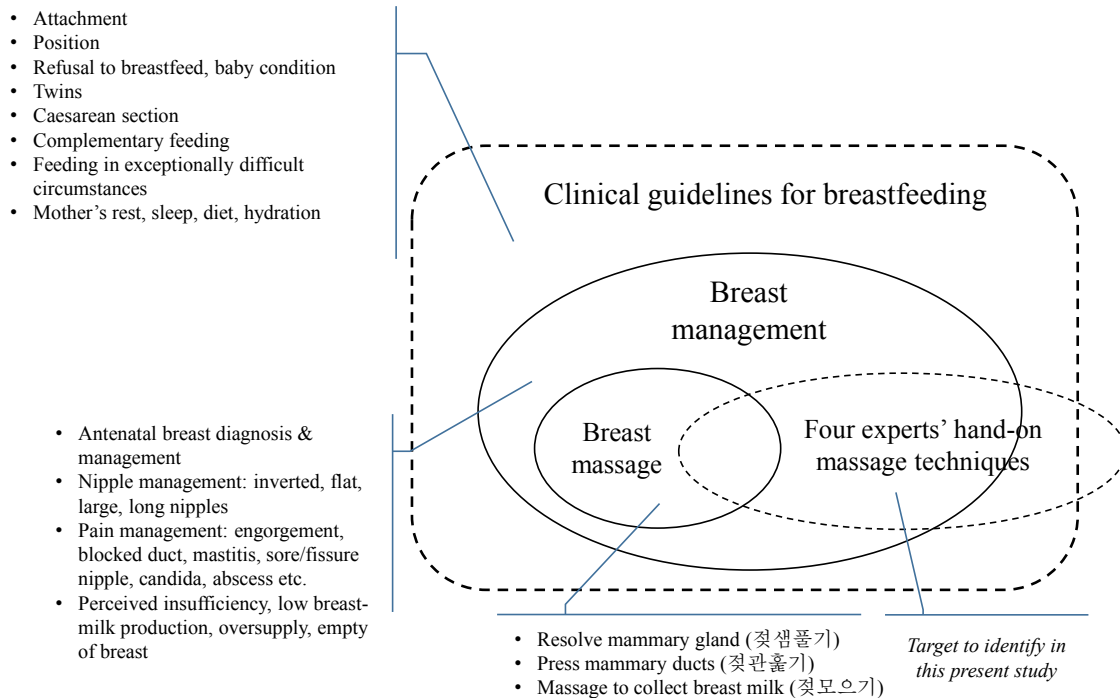 • Attachment
• Position
• Refusal to breastfeed, baby condition
• Twins
• Caesarean section
• Complementary feeding
• Feeding in exceptionally difficult
circumstances
• Mother's rest, sleep, diet, hydration
Clinical guidelines for breastfeeding
Breast
management
Breast
massage
Four experts' hand-on
massage techniques
• Antenatal breast diagnosis &
management
• Nipple management: inverted, flat,
large, long nipples
• Pain management: engorgement,
blocked duct, mastitis, sore/fissure
nipple, candida, abscess etc.
• Perceived insufficiency, low breast-
milk production, oversupply, empty
of breast
• Resolve mammary gland (젖샘풀기)
• Press mammary ducts (젖관훑기)
• Massage to collect breast milk (젖모으기)
Target to identify in
this present study